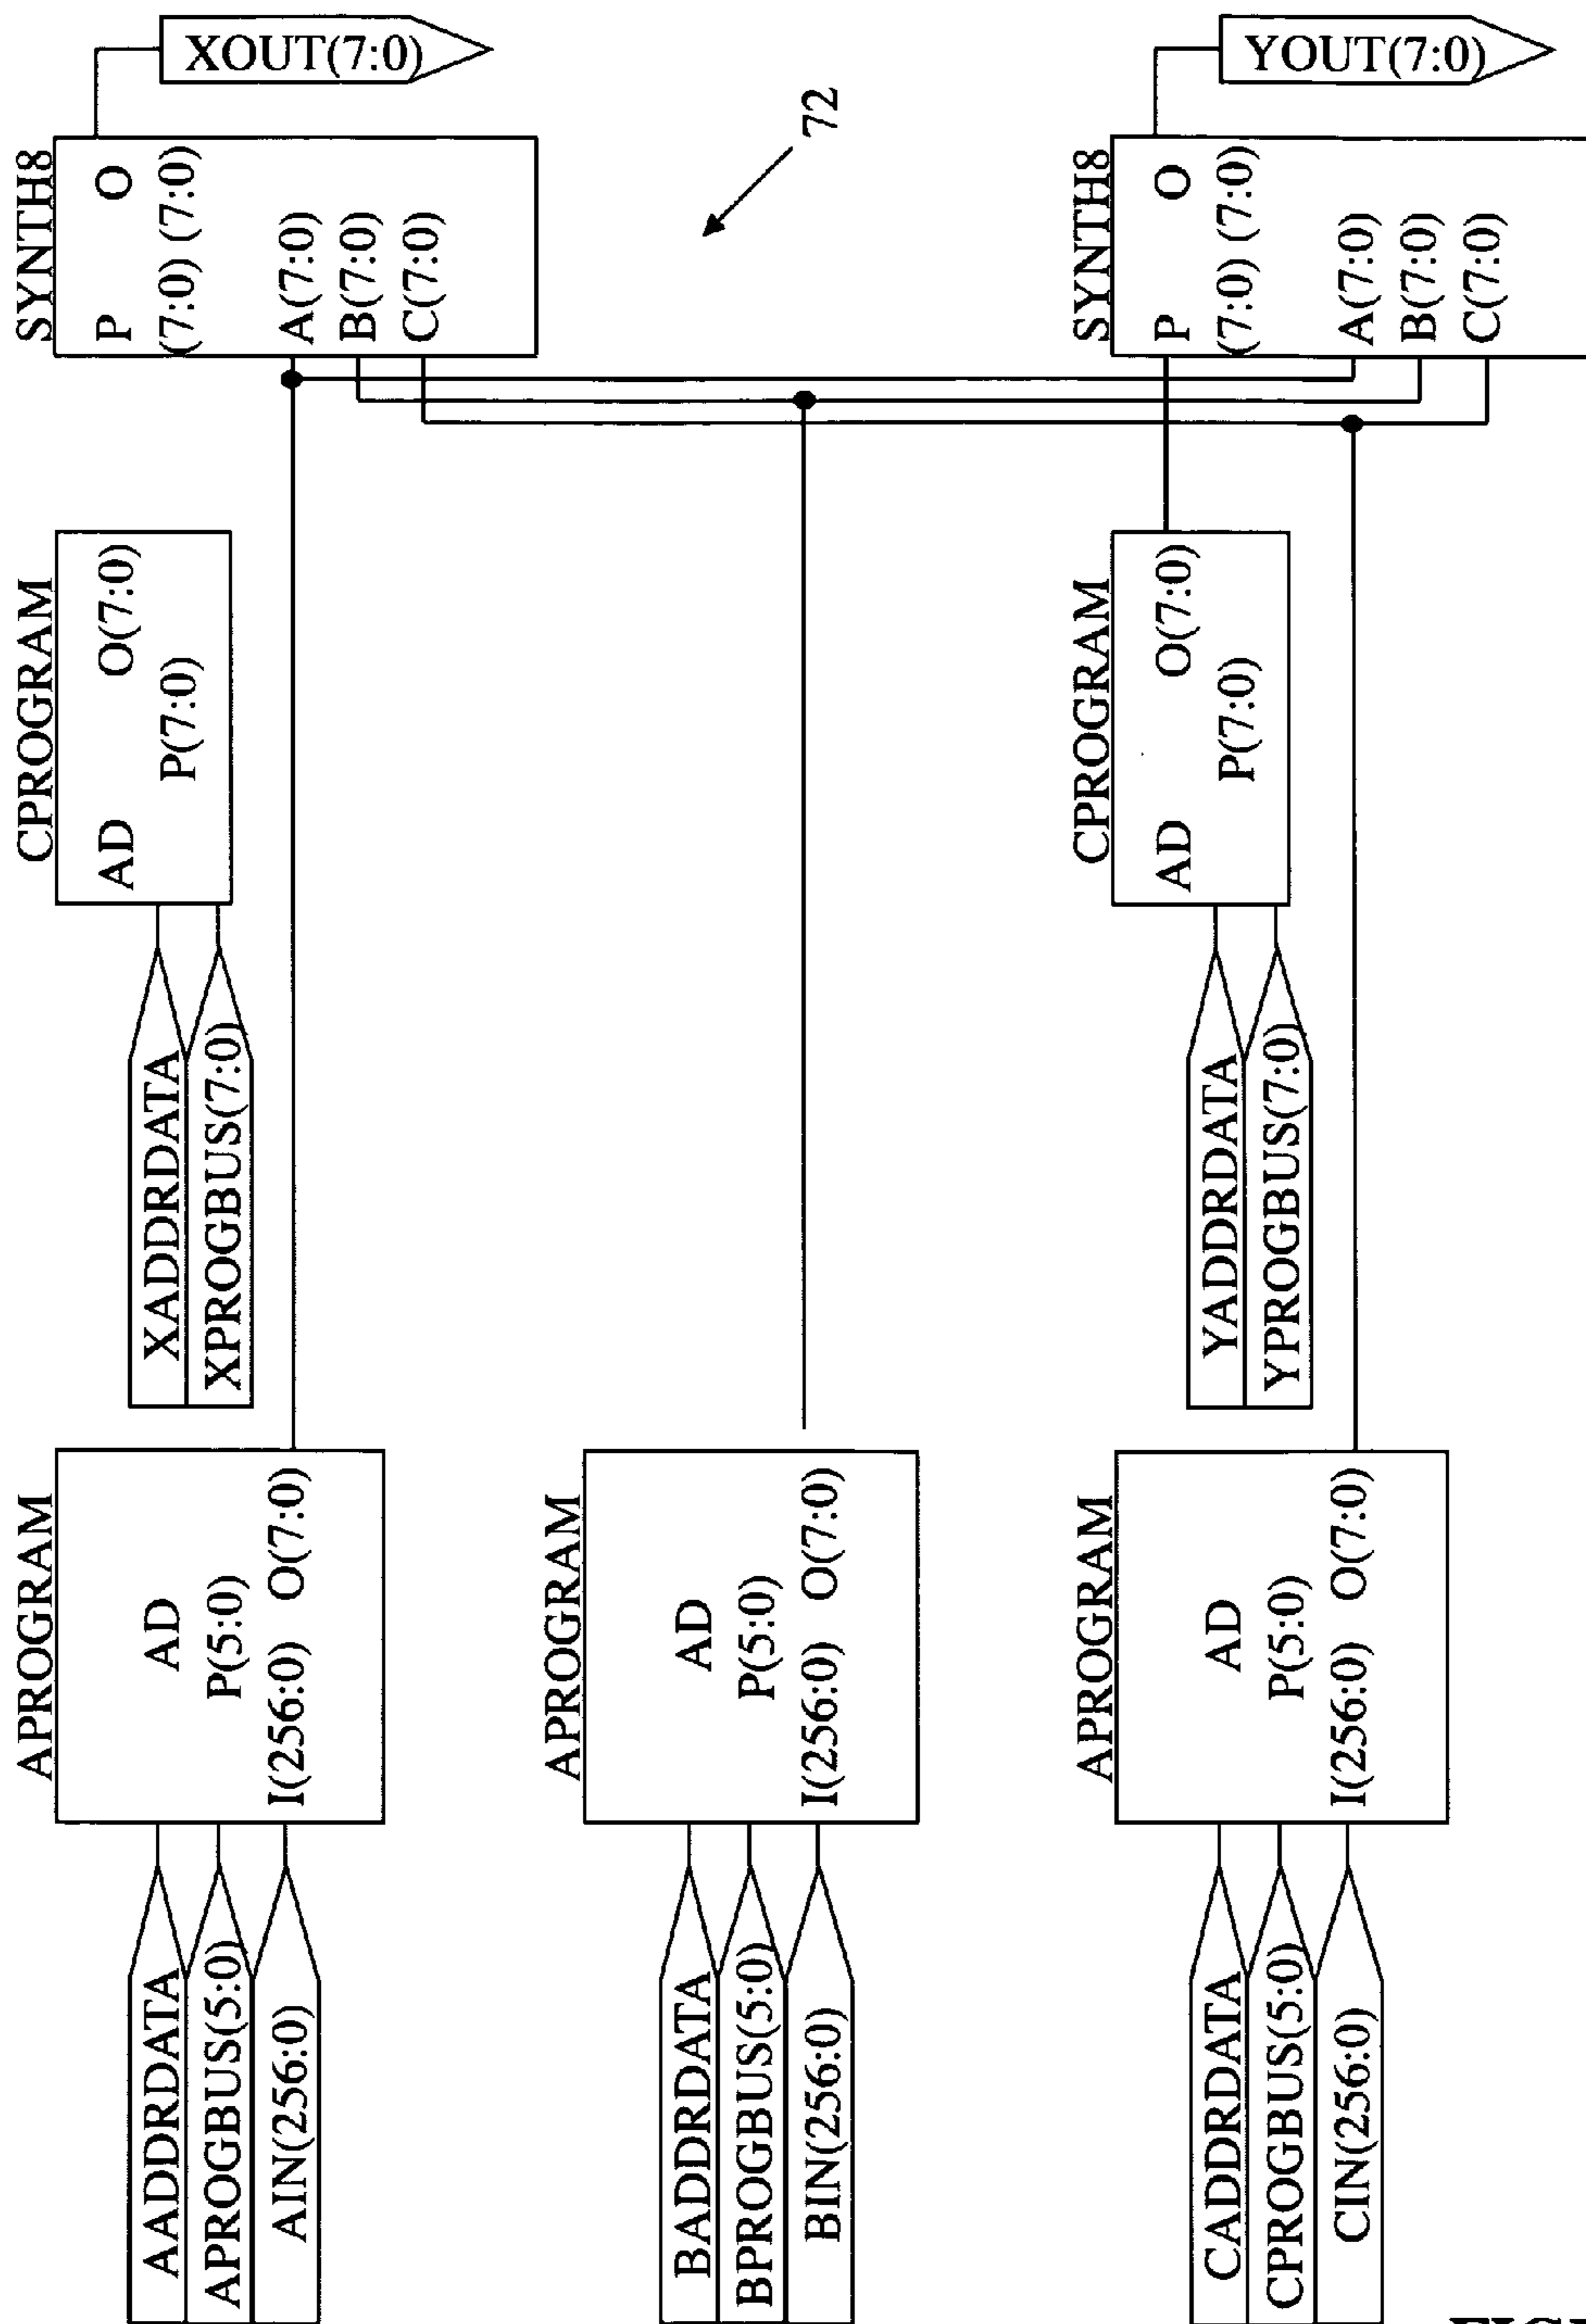 APROGRAM
AADDRDATA
APROGBUS(5:0)
AIN(256:0)
AD
P(5:0)
I(256:0) O(7:0)
CPROGRAM
XADDRDATA
XPROGBUS(7:0)
AD O(7:0)
P(7:0)
SYNTH8
P O
(7:0) (7:0)
A(7:0)
B(7:0)
C(7:0)
XOUT(7:0)
APROGRAM
BADDRDATA
BPROGBUS(5:0)
BIN(256:0)
AD
P(5:0)
I(256:0) O(7:0)
72
APROGRAM
CADDRDATA
CPROGBUS(5:0)
CIN(256:0)
AD
P(5:0)
I(256:0) O(7:0)
CPROGRAM
YADDRDATA
YPROGBUS(7:0)
AD O(7:0)
P(7:0)
SYNTH8
P O
(7:0) (7:0)
A(7:0)
B(7:0)
C(7:0)
YOUT(7:0)